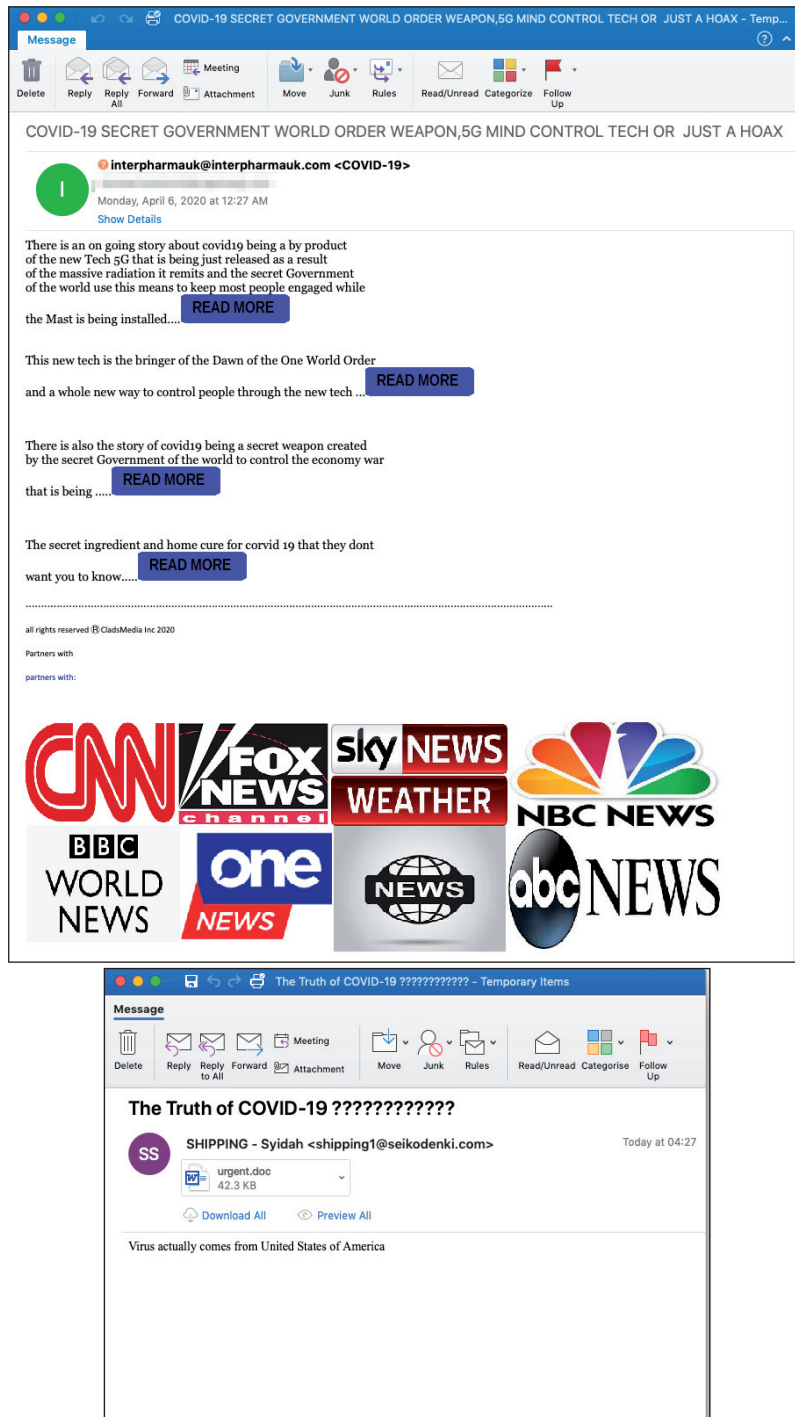 COVID-19 SECRET GOVERNMENT WORLD ORDER WEAPON,5G MIND CONTROL TECH OR JUST A HOAX - Temp...
Message
Meeting
Attachment
Delete Reply Reply All Forward Move Junk Rules Read/Unread Categorize Follow Up
COVID-19 SECRET GOVERNMENT WORLD ORDER WEAPON,5G MIND CONTROL TECH OR JUST A HOAX
I
interpharmauk@interpharmauk.com <COVID-19>
Monday, April 6, 2020 at 12:27 AM
Show Details
There is an on going story about covid19 being a by product
of the new Tech 5G that is being just released as a result
of the massive radiation it remits and the secret Government
of the world use this means to keep most people engaged while
the Mast is being installed.... READ MORE
This new tech is the bringer of the Dawn of the One World Order
and a whole new way to control people through the new tech ... READ MORE
There is also the story of covid19 being a secret weapon created
by the secret Government of the world to control the economy war
that is being ..... READ MORE
The secret ingredient and home cure for corvid 19 that they dont
want you to know..... READ MORE
all rights reserved Ⓡ CladsMedia Inc 2020
Partners with
partners with:
CNN FOX NEWS channel sky NEWS WEATHER NBC NEWS
BBC WORLD NEWS one NEWS NEWS abc NEWS
The Truth of COVID-19 ???????????? - Temporary Items
Message
Meeting
Attachment
Delete Reply Reply to All Forward Move Junk Rules Read/Unread Categorise Follow Up
The Truth of COVID-19 ????????????
SS
SHIPPING - Syidah <shipping1@seikodenki.com>
Today at 04:27
urgent.doc
42.3 KB
Download All Preview All
Virus actually comes from United States of America